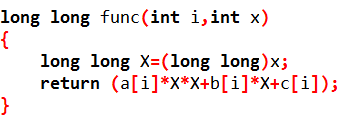 long long func(int i,int x)
{
    long long X=(long long)x;
    return (a[i]*X*X+b[i]*X+c[i]);
}